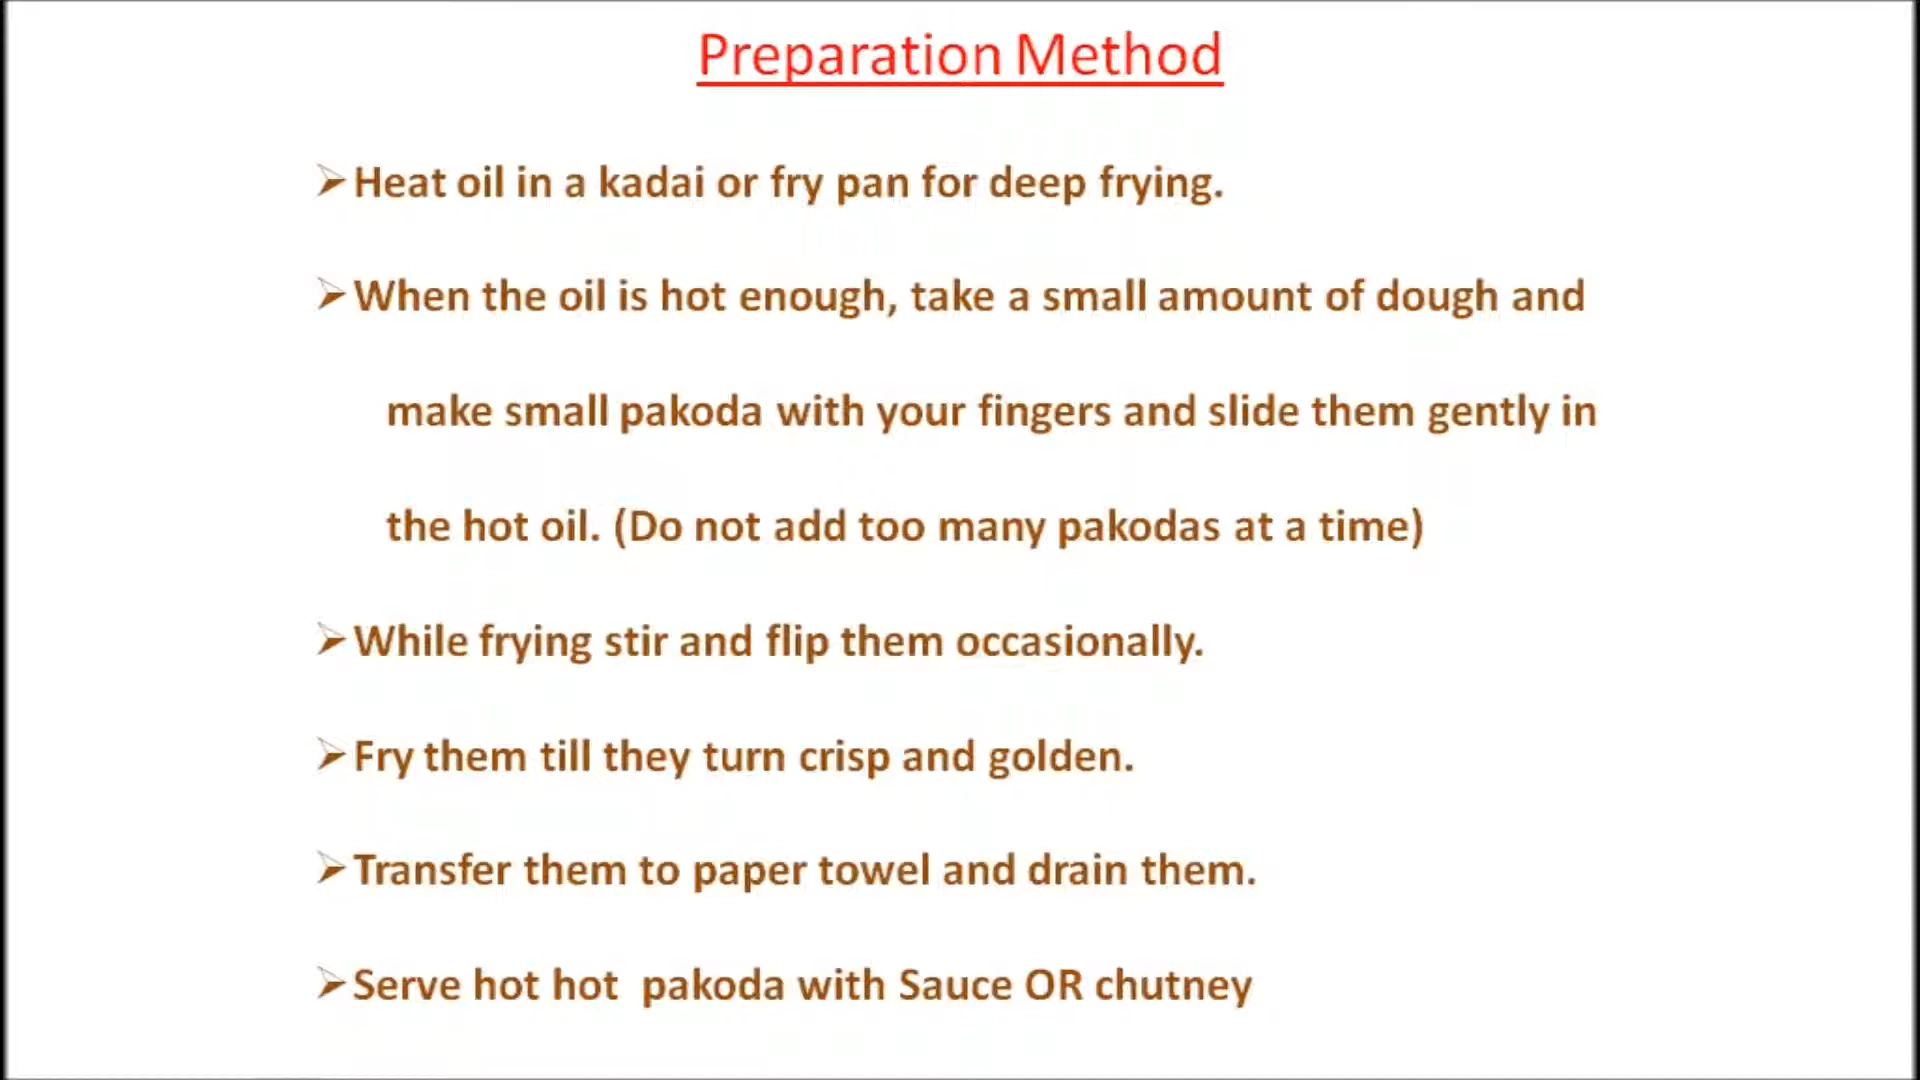 Preparation Method
➢Heat oil in a kadai or fry pan for deep frying.
➢When the oil is hot enough, take a small amount of dough and
make small pakoda with your fingers and slide them gently in
the hot oil. (Do not add too many pakodas at a time)
➢While frying stir and flip them occasionally.
➢Fry them till they turn crisp and golden.
➢Transfer them to paper towel and drain them.
➢Serve hot hot  pakoda with Sauce OR chutney